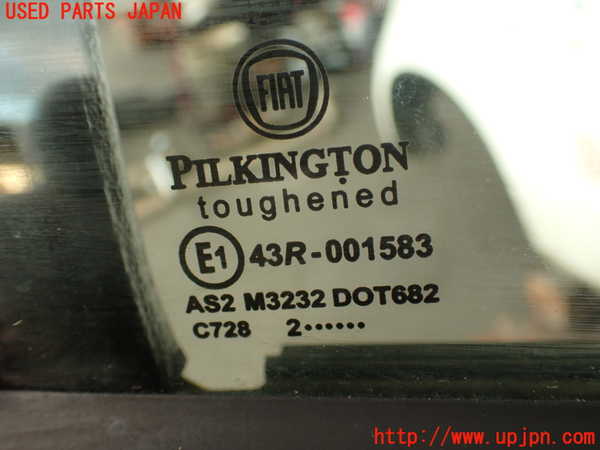 USED PARTS JAPAN
FIAT
PILKINGTON
toughened
E1 43R-001583
AS2 M3232 DOT682
C728 2••••••
http://www.upjpn.com/